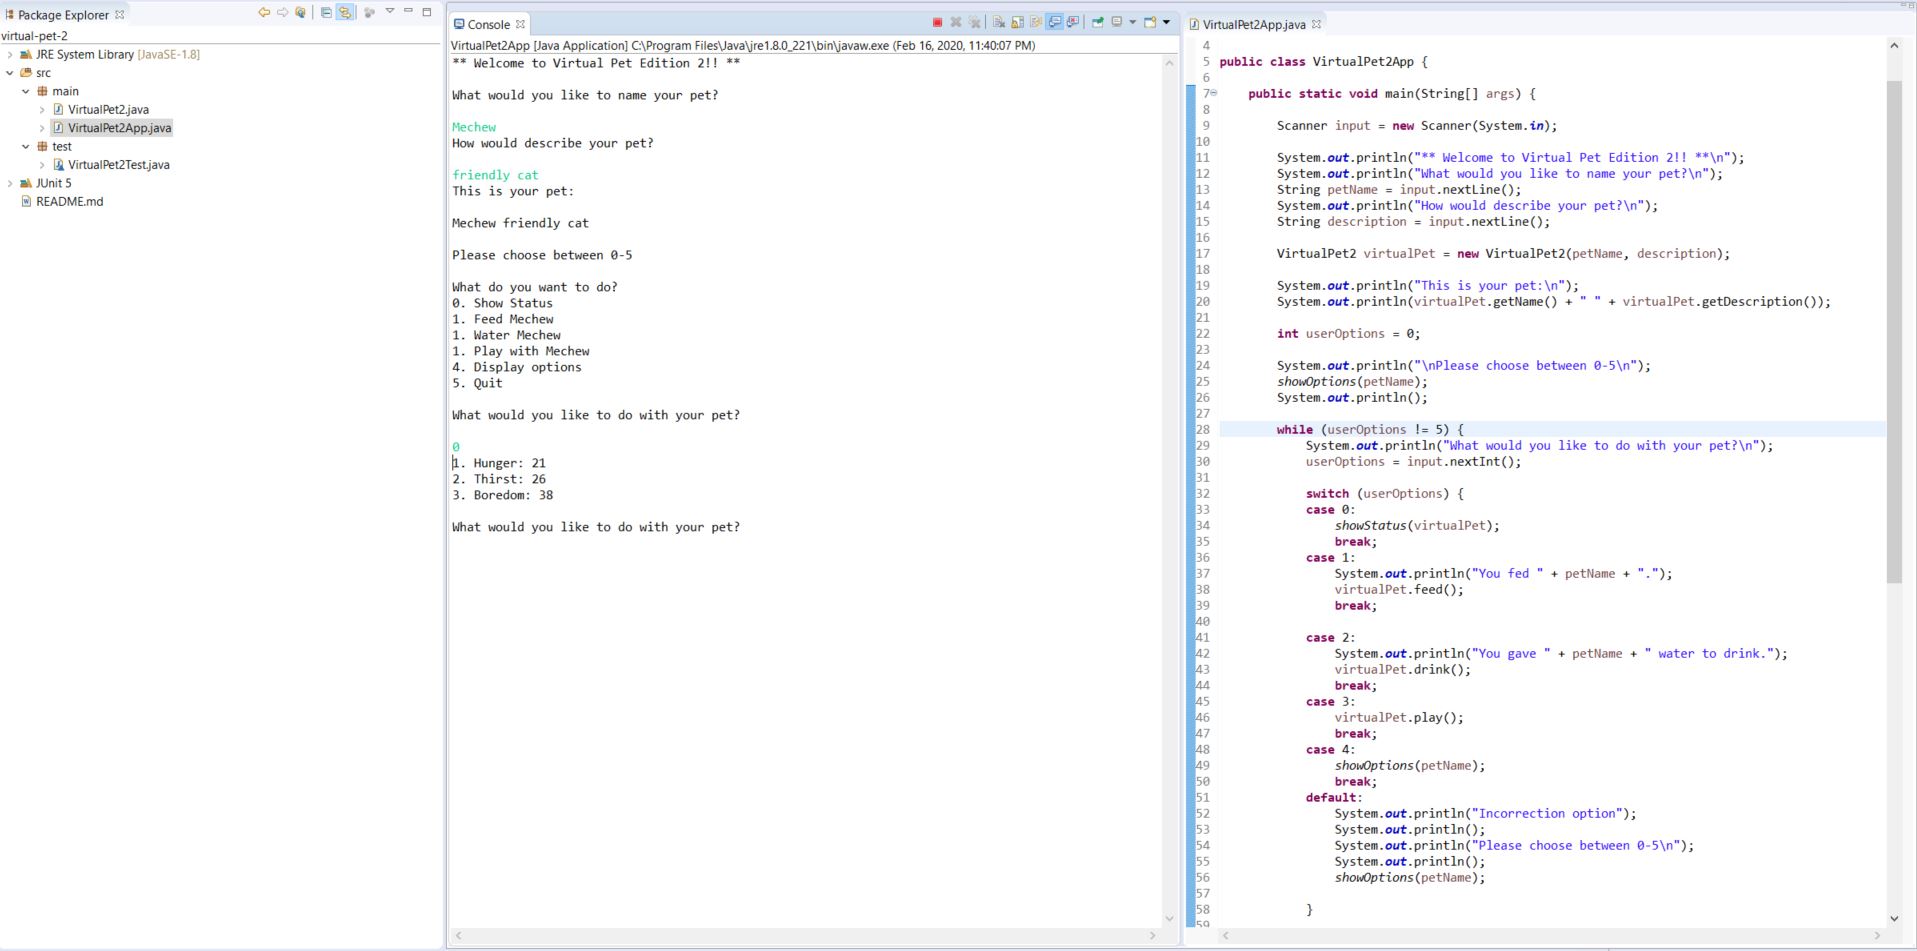 Package Explorer
virtual-pet-2
JRE System Library [JavaSE-1.8]
src
main
VirtualPet2.java
VirtualPet2App.java
test
VirtualPet2Test.java
JUnit 5
README.md
Console
VirtualPet2App [Java Application] C:\Program Files\Java\jre1.8.0_221\bin\javaw.exe (Feb 16, 2020, 11:40:07 PM)
** Welcome to Virtual Pet Edition 2!! **
What would you like to name your pet?
Mechew
How would describe your pet?
friendly cat
This is your pet:
Mechew friendly cat
Please choose between 0-5
What do you want to do?
0. Show Status
1. Feed Mechew
1. Water Mechew
1. Play with Mechew
4. Display options
5. Quit
What would you like to do with your pet?
0
1. Hunger: 21
2. Thirst: 26
3. Boredom: 38
What would you like to do with your pet?
VirtualPet2App.java
4
5 public class VirtualPet2App {
6
7 public static void main(String[] args) {
8
9 Scanner input = new Scanner(System.in);
10
11 System.out.println("** Welcome to Virtual Pet Edition 2!! **\n");
12 System.out.println("What would you like to name your pet?\n");
13 String petName = input.nextLine();
14 System.out.println("How would describe your pet?\n");
15 String description = input.nextLine();
16
17 VirtualPet2 virtualPet = new VirtualPet2(petName, description);
18
19 System.out.println("This is your pet:\n");
20 System.out.println(virtualPet.getName() + " " + virtualPet.getDescription());
21
22 int userOptions = 0;
23
24 System.out.println("\nPlease choose between 0-5\n");
25 showOptions(petName);
26 System.out.println();
27
28 while (userOptions != 5) {
29 System.out.println("What would you like to do with your pet?\n");
30 userOptions = input.nextInt();
31
32 switch (userOptions) {
33 case 0:
34 showStatus(virtualPet);
35 break;
36 case 1:
37 System.out.println("You fed " + petName + ".");
38 virtualPet.feed();
39 break;
40
41 case 2:
42 System.out.println("You gave " + petName + " water to drink.");
43 virtualPet.drink();
44 break;
45 case 3:
46 virtualPet.play();
47 break;
48 case 4:
49 showOptions(petName);
50 break;
51 default:
52 System.out.println("Incorrection option");
53 System.out.println();
54 System.out.println("Please choose between 0-5\n");
55 System.out.println();
56 showOptions(petName);
57
58 }
59